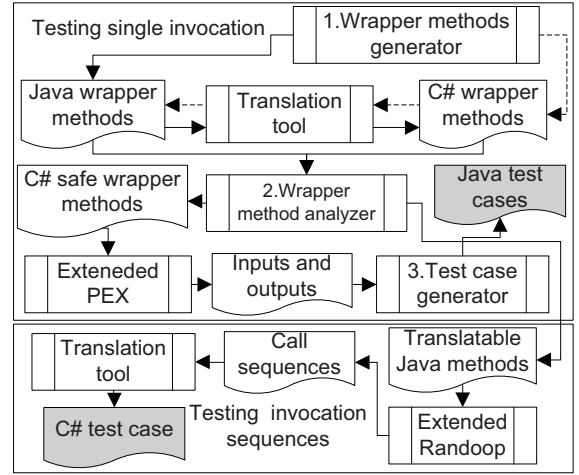 Testing single invocation
1.Wrapper methods
generator
Java wrapper
methods
Translation
tool
C# wrapper
methods
C# safe wrapper
methods
2.Wrapper
method analyzer
Java test
cases
Exteneded
PEX
Inputs and
outputs
3.Test case
generator
Translation
tool
Call
sequences
Translatable
Java methods
C# test case
Testing invocation
sequences
Extended
Randoop